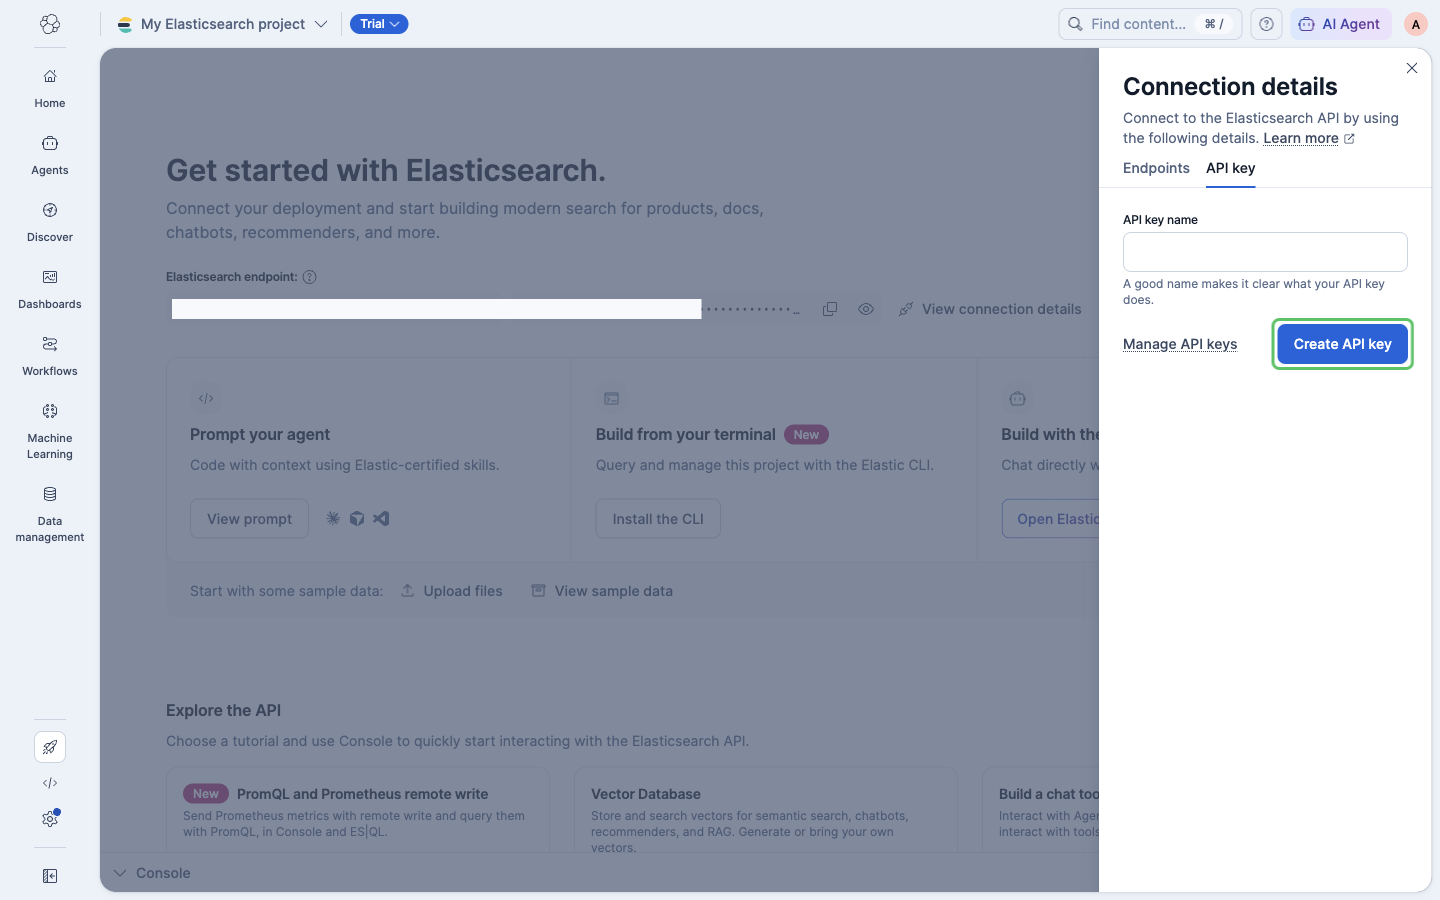 My Elasticsearch project
Trial
Find content...
⌘ /
AI Agent
A
Home
Agents
Discover
Dashboards
Workflows
Machine
Learning
Data
management
Get started with Elasticsearch.
Connect your deployment and start building modern search for products, docs,
chatbots, recommenders, and more.
Elasticsearch endpoint:
View connection details
Prompt your agent
Code with context using Elastic-certified skills.
View prompt
Build from your terminal New
Query and manage this project with the Elastic CLI.
Install the CLI
Build with the
Chat directly w
Open Elastic
Start with some sample data:
Upload files
View sample data
Explore the API
Choose a tutorial and use Console to quickly start interacting with the Elasticsearch API.
New PromQL and Prometheus remote write
Send Prometheus metrics with remote write and query them
with PromQL, in Console and ES|QL.
Vector Database
Store and search vectors for semantic search, chatbots,
recommenders, and RAG. Generate or bring your own
vectors.
Build a chat too
Interact with Age
interact with tools
Console
Connection details
Connect to the Elasticsearch API by using
the following details. Learn more
Endpoints
API key
API key name
A good name makes it clear what your API key
does.
Manage API keys
Create API key